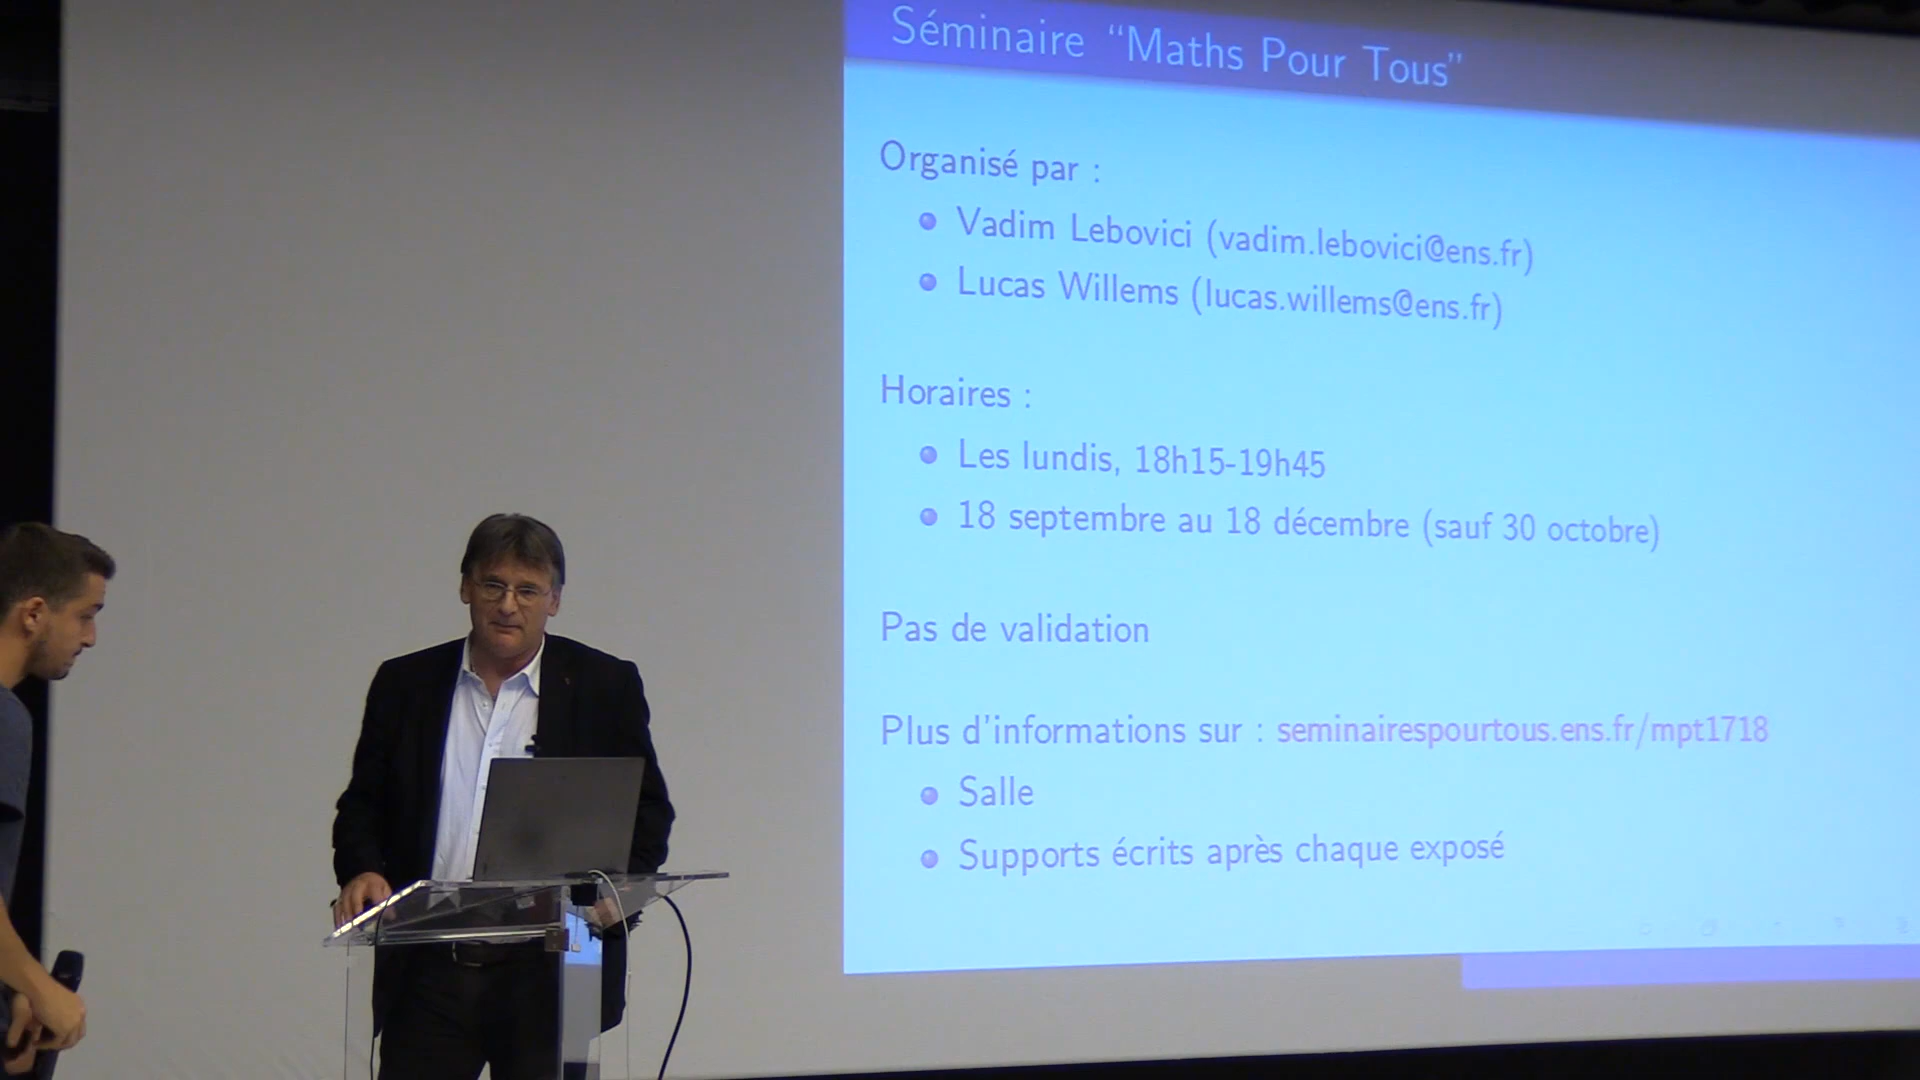 Séminaire “Maths Pour Tous”
Organisé par :
Vadim Lebovici (vadim.lebovici@ens.fr)
Lucas Willems (lucas.willems@ens.fr)
Horaires :
Les lundis, 18h15-19h45
18 septembre au 18 décembre (sauf 30 octobre)
Pas de validation
Plus d'informations sur : seminairespourtous.ens.fr/mpt1718
Salle
Supports écrits après chaque exposé